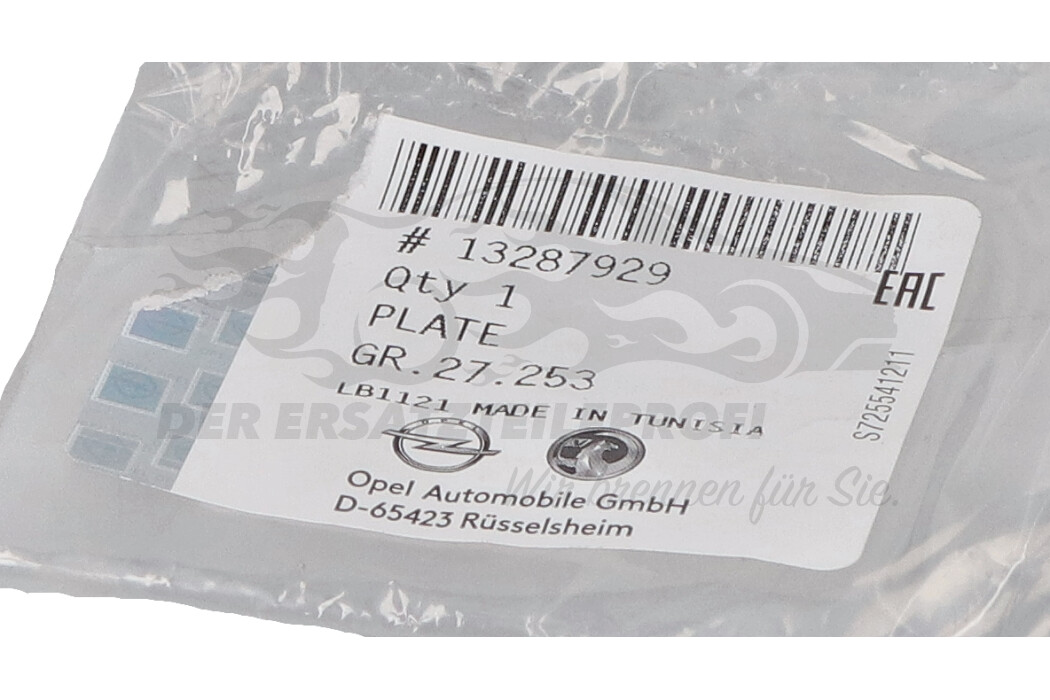 # 13287929
EAC
Qty 1
PLATE
GR.27.253
LB1121 MADE IN TUNISIA
S725541211
DER ERSATZTEILEPROFI
Wir brennen für Sie.
Opel Automobile GmbH
D-65423 Rüsselsheim